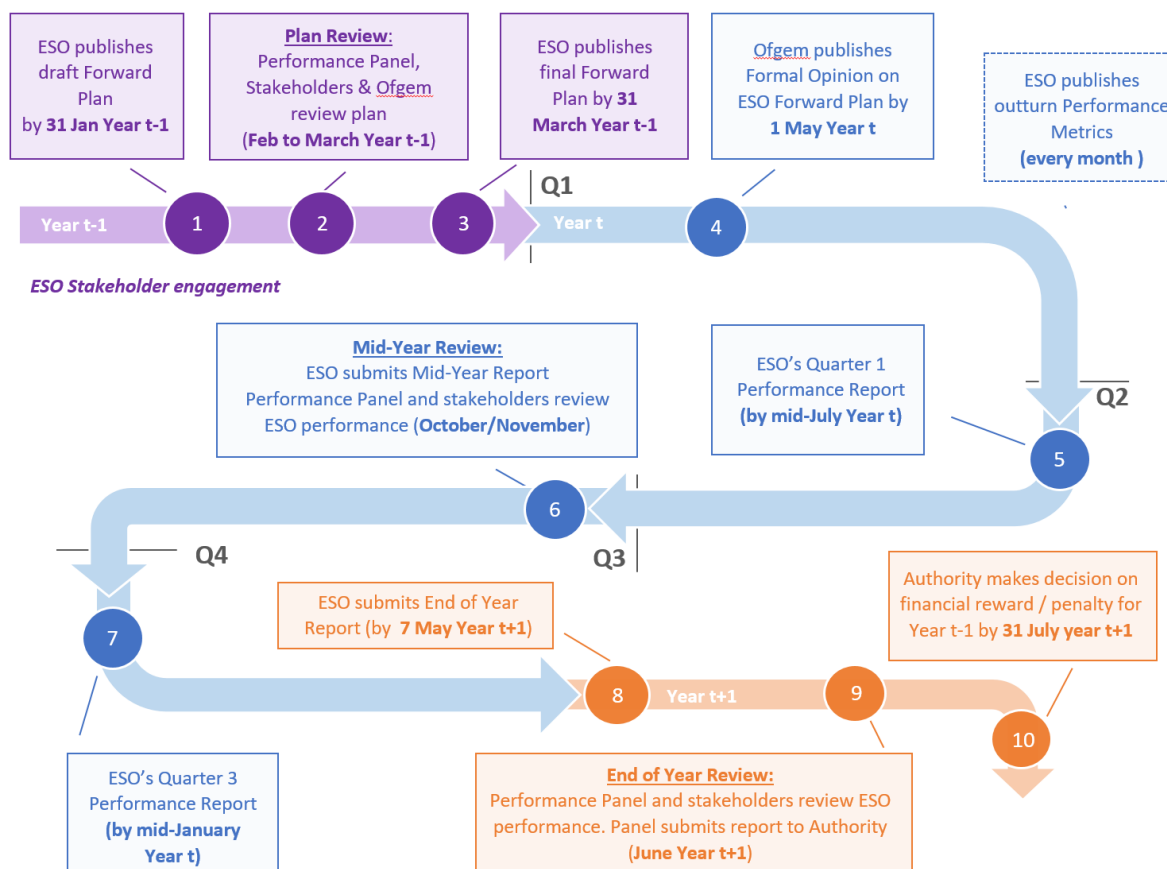 ESO publishes
draft Forward
Plan
by 31 Jan Year t-1
Plan Review:
Performance Panel,
Stakeholders & Ofgem
review plan
(Feb to March Year t-1)
ESO publishes
final Forward
Plan by 31
March Year t-1
Ofgem publishes
Formal Opinion on
ESO Forward Plan by
1 May Year t
ESO publishes
outturn Performance
Metrics
(every month )
Q1
Year t-1
1
2
3
Year t
4
ESO Stakeholder engagement
Mid-Year Review:
ESO submits Mid-Year Report
Performance Panel and stakeholders review
ESO performance (October/November)
ESO's Quarter 1
Performance Report
(by mid-July Year t)
Q2
5
6
Q3
Q4
7
ESO submits End of Year
Report (by 7 May Year t+1)
Authority makes decision on
financial reward / penalty for
Year t-1 by 31 July year t+1
8
Year t+1
9
10
ESO's Quarter 3
Performance Report
(by mid-January
Year t)
End of Year Review:
Performance Panel and stakeholders review ESO
performance. Panel submits report to Authority
(June Year t+1)